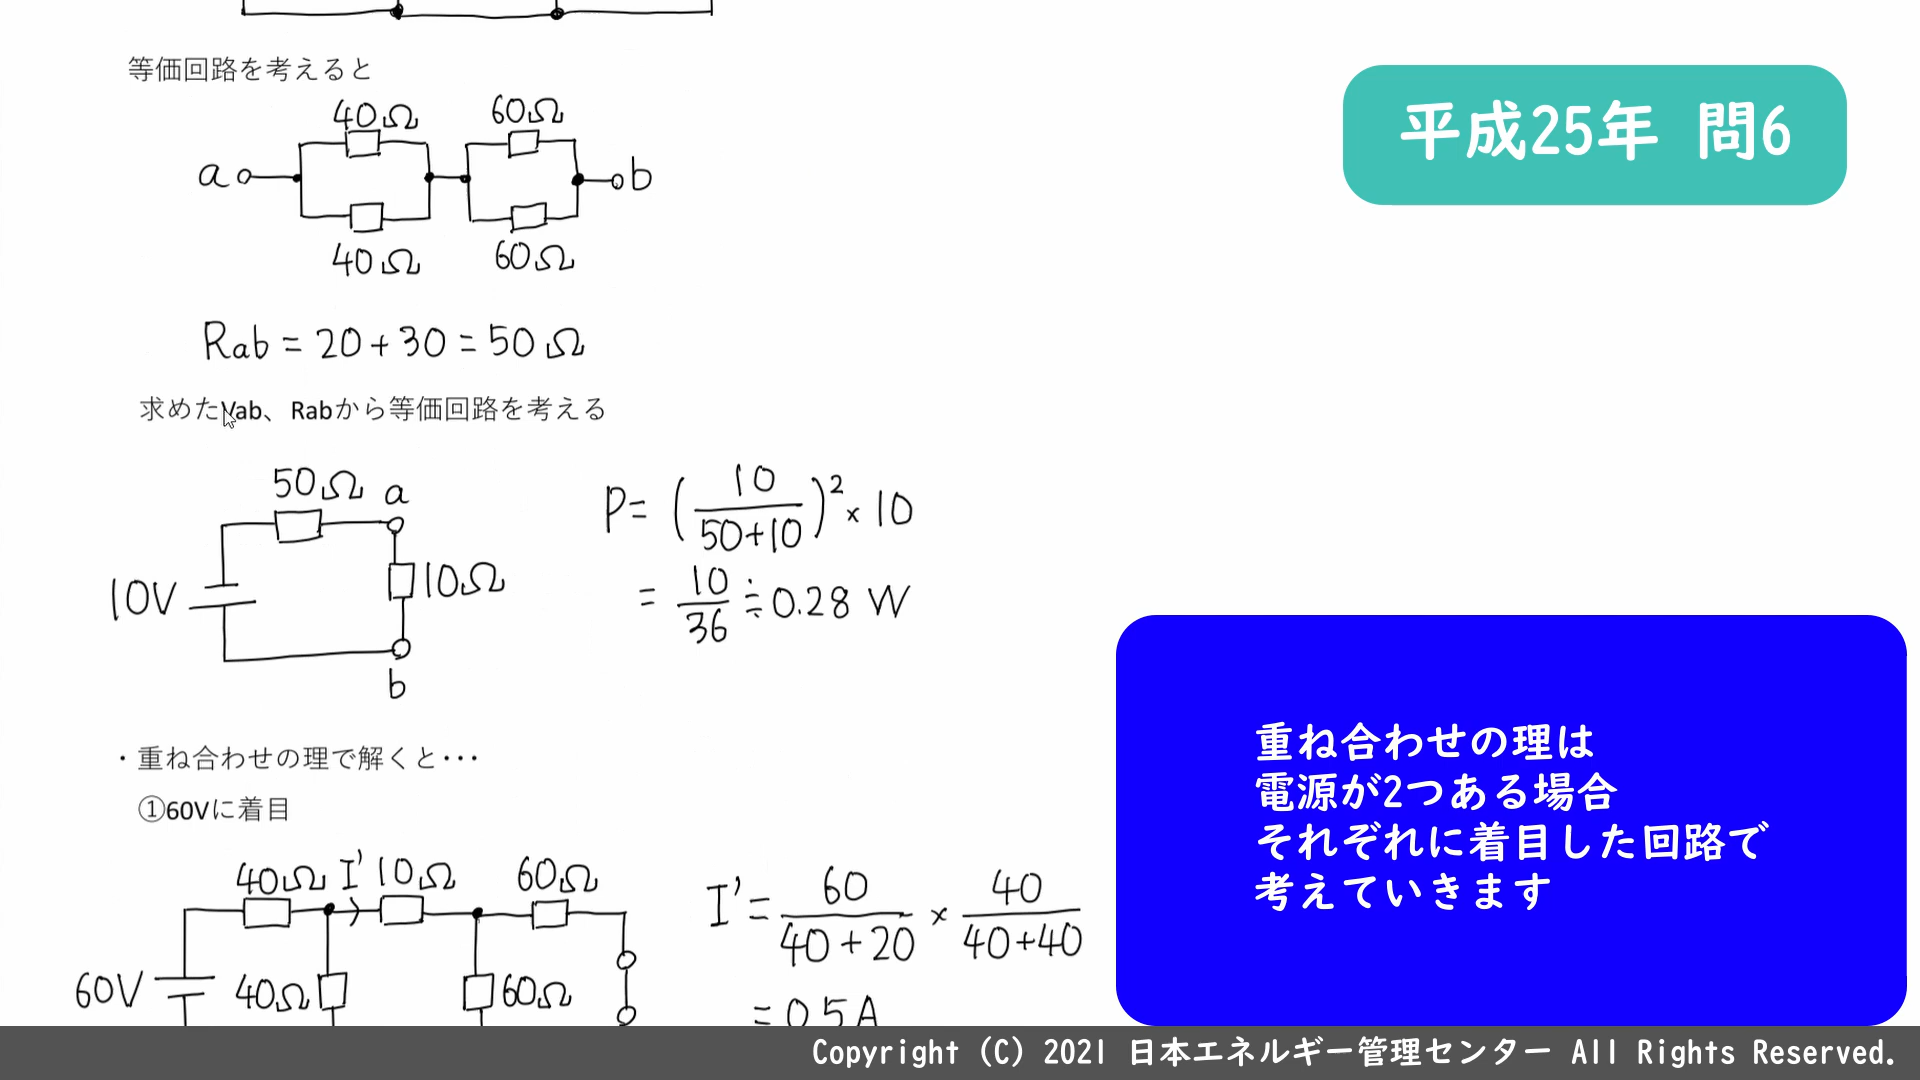 等価回路を考えると
40Ω 60Ω
a b
40Ω 60Ω
Rab = 20+30 = 50Ω
求めたVab、Rabから等価回路を考える
50Ω a
10V
10Ω
b
P= (10/(50+10))² × 10
= 10/36 ≒ 0.28 W
・重ね合わせの理で解くと･･･
①60Vに着目
40Ω I' 10Ω 60Ω
60V 40Ω 60Ω
I' = 60/(40+20) × 40/(40+40)
= 0.5A
平成25年 問6
重ね合わせの理は
電源が2つある場合
それぞれに着目した回路で
考えていきます
Copyright (C) 2021 日本エネルギー管理センター All Rights Reserved.